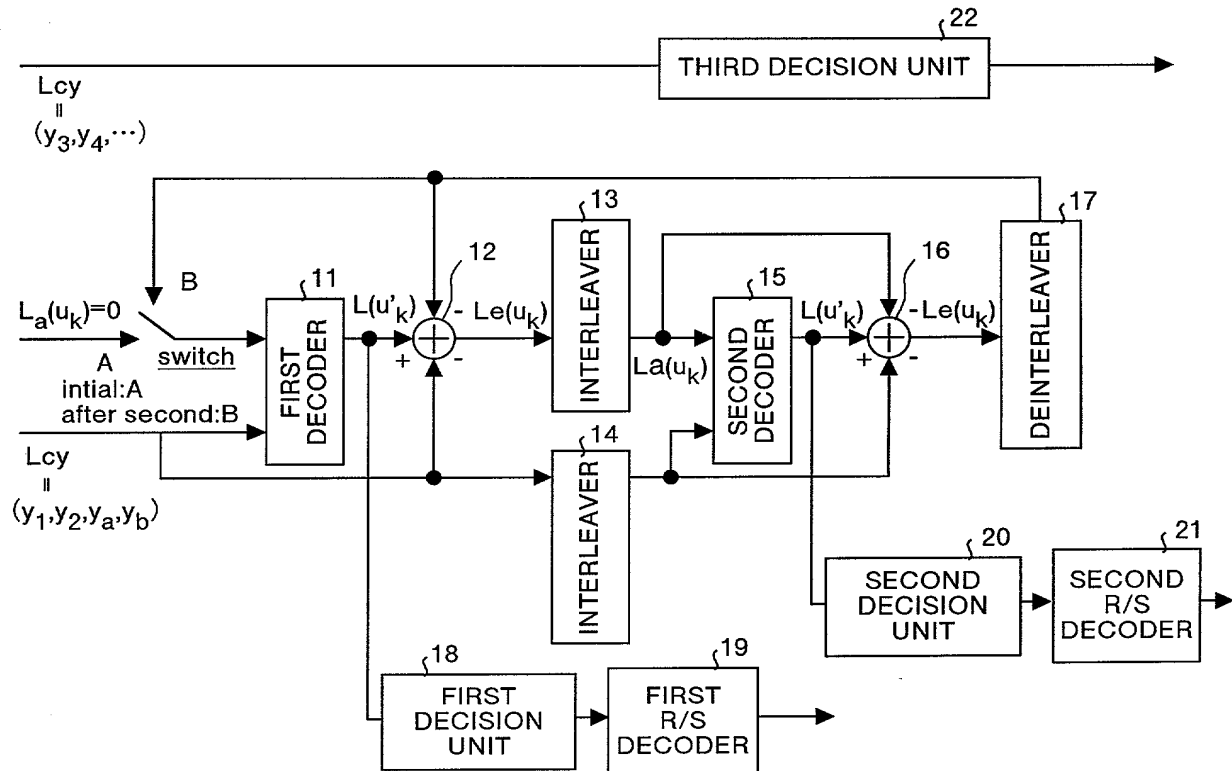 22
THIRD DECISION UNIT
Lcy
=
(y3,y4,···)
13
17
12
INTERLEAVER
16
B
11
15
La(uk)=0
L(u'k)
-
Le(uk)
L(u'k)
-
Le(uk)
DEINTERLEAVER
A
switch
FIRST
DECODER
+
-
La(uk)
SECOND
DECODER
+
-
intial:A
after second:B
14
Lcy
=
(y1,y2,ya,yb)
INTERLEAVER
20
21
SECOND
DECISION
UNIT
SECOND
R/S
DECODER
18
19
FIRST
DECISION
UNIT
FIRST
R/S
DECODER